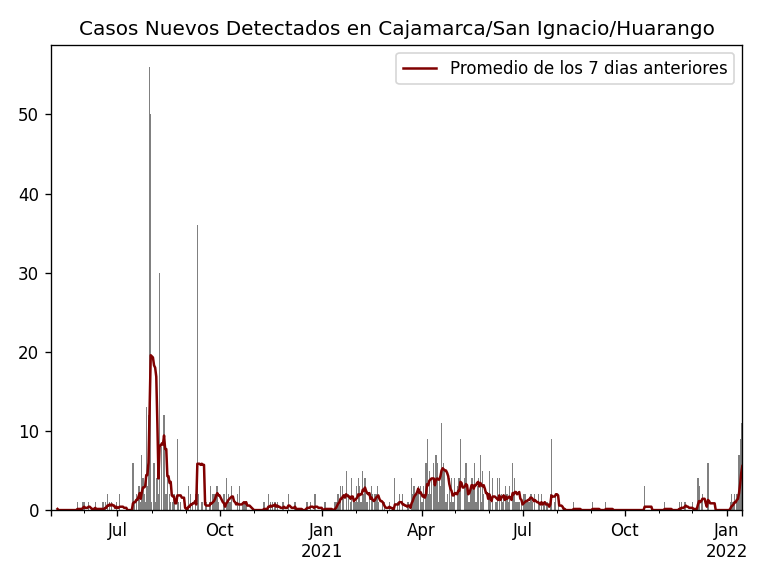 Casos Nuevos Detectados en Cajamarca/San Ignacio/Huarango
Promedio de los 7 dias anteriores
50
40
30
20
10
0
Jul Oct Jan Apr Jul Oct Jan
2021 2022